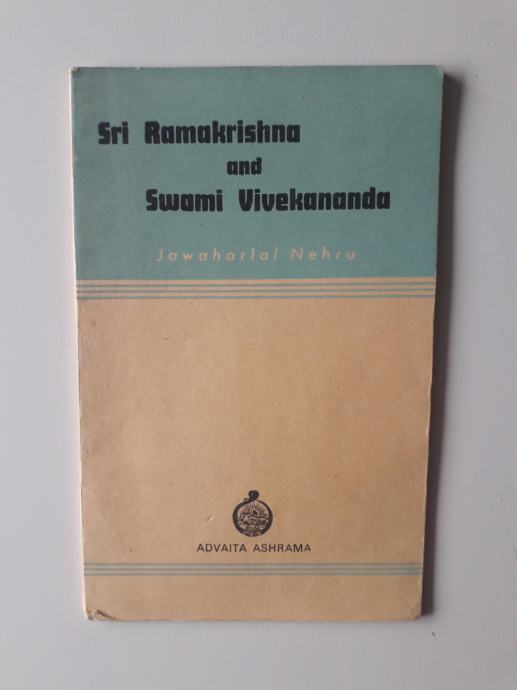 Sri Ramakrishna
and
Swami Vivekananda
Jawaharlal Nehru
ADVAITA ASHRAMA